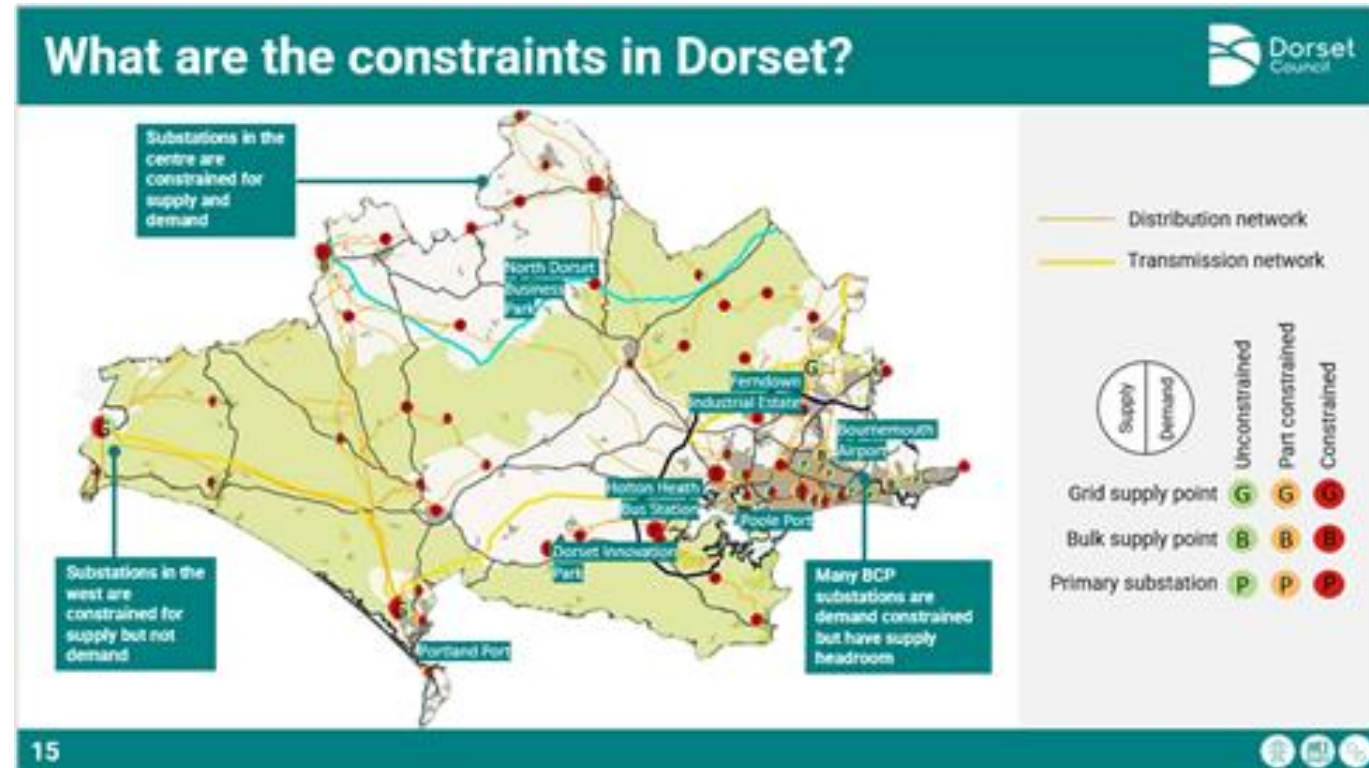 What are the constraints in Dorset?
Dorset
Council
Substations in the
centre are
constrained for
supply and
demand
North Dorset
Business
Park
Ferndown
Industrial Estate
Bournemouth
Airport
Holton Heath
Bus Station
Poole Port
Dorset Innovation
Park
Portland Port
Substations in the
west are
constrained for
supply but not
demand
Many BCP
substations are
demand constrained
but have supply
headroom
Distribution network
Transmission network
Supply
Demand
Unconstrained
Part constrained
Constrained
Grid supply point G G G
Bulk supply point B B B
Primary substation P P P
G
G
G
15